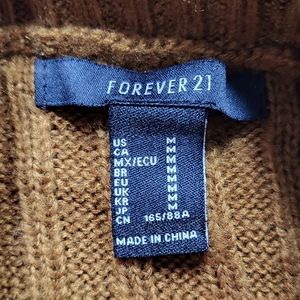 FOREVER 21
US M
CA M
MX/ECU M
BR M
EU M
UK M
KR M
JP M
CN 165/88A
MADE IN CHINA